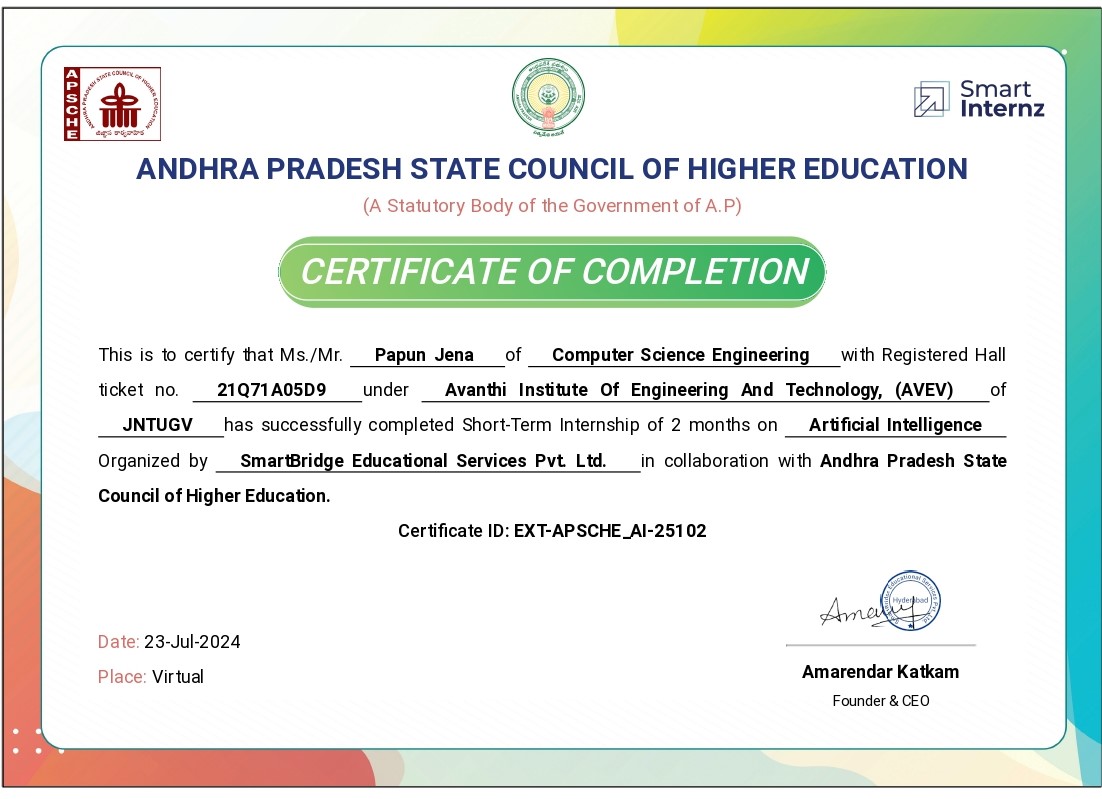 APSCHE
ANDHRA PRADESH STATE COUNCIL OF HIGHER EDUCATION
Smart
Internz
ANDHRA PRADESH STATE COUNCIL OF HIGHER EDUCATION
(A Statutory Body of the Government of A.P)
CERTIFICATE OF COMPLETION
This is to certify that Ms./Mr. Papun Jena of Computer Science Engineering with Registered Hall
ticket no. 21Q71A05D9 under Avanthi Institute Of Engineering And Technology, (AVEV) of
JNTUGV has successfully completed Short-Term Internship of 2 months on Artificial Intelligence
Organized by SmartBridge Educational Services Pvt. Ltd. in collaboration with Andhra Pradesh State
Council of Higher Education.
Certificate ID: EXT-APSCHE_AI-25102
Educational Services Pvt. Ltd
Hyderabad
Date: 23-Jul-2024
Place: Virtual
Amarendar Katkam
Founder & CEO